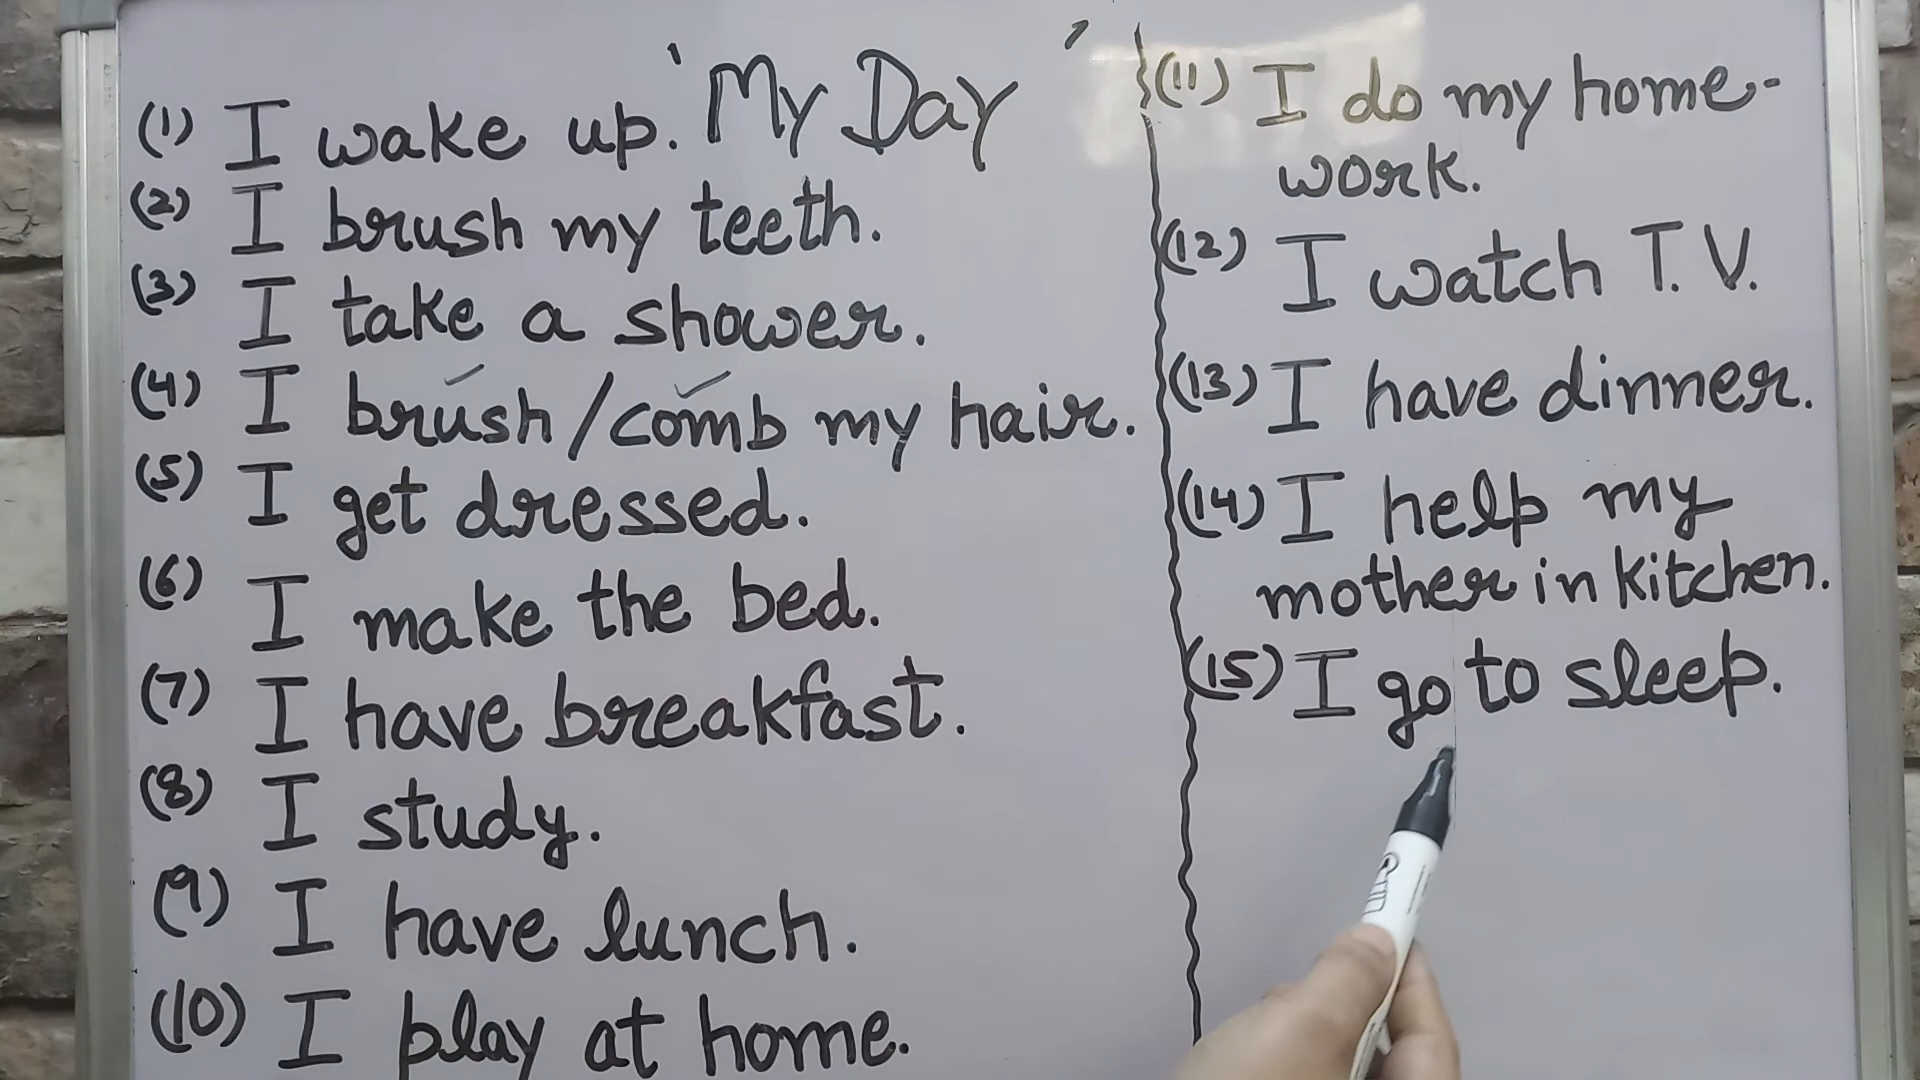 'My Day'
(1) I wake up.
(2) I brush my teeth.
(3) I take a shower.
(4) I brush/comb my hair.
(5) I get dressed.
(6) I make the bed.
(7) I have breakfast.
(8) I study.
(9) I have lunch.
(10) I play at home.
(11) I do my home-
work.
(12) I watch T.V.
(13) I have dinner.
(14) I help my
mother in kitchen.
(15) I go to sleep.